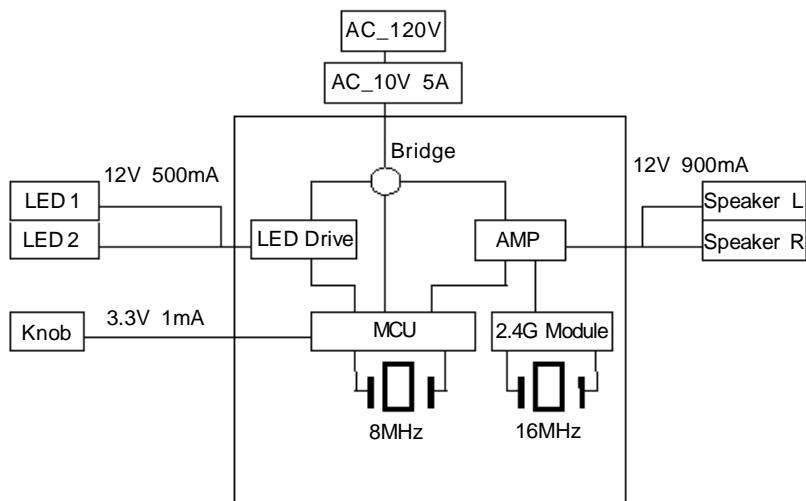 AC_120V
AC_10V 5A
Bridge
12V 500mA
12V 900mA
LED 1
Speaker L
LED 2
LED Drive
AMP
Speaker R
Knob
3.3V 1mA
MCU
2.4G Module
8MHz
16MHz